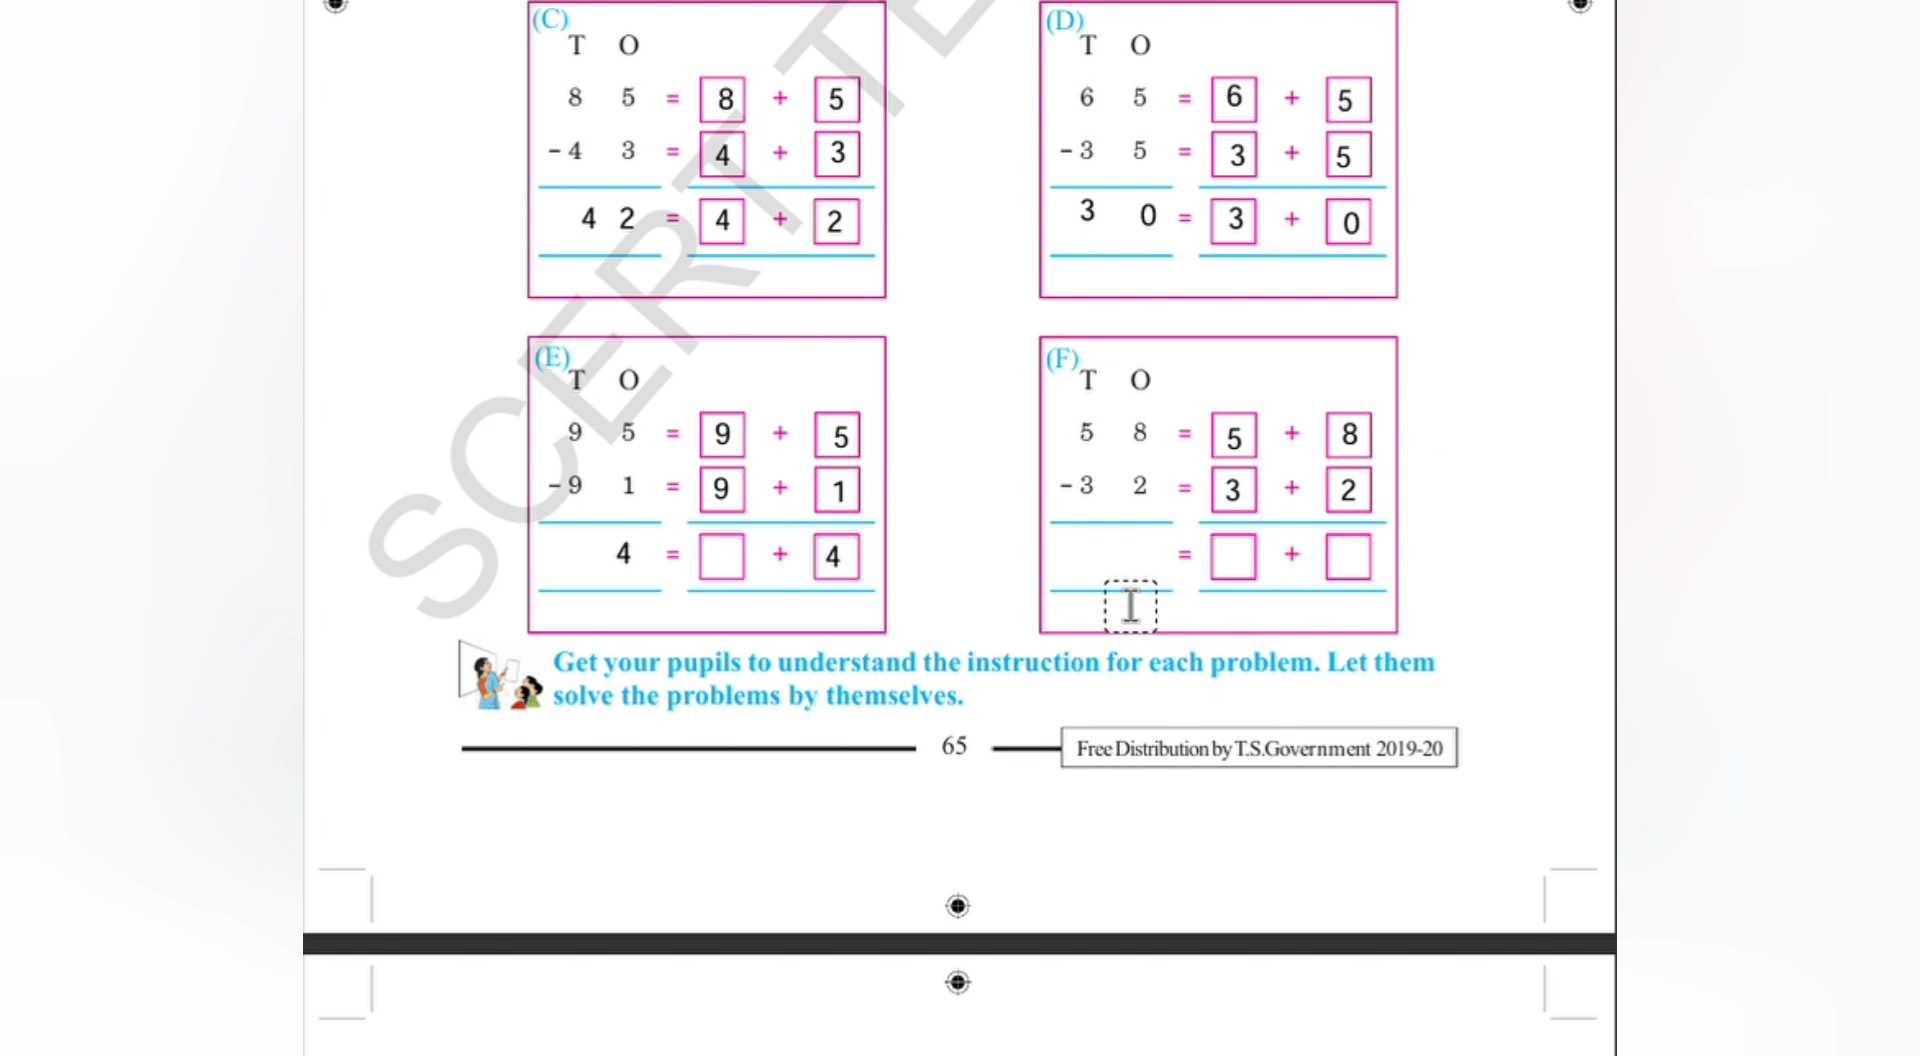 (C)
T O
8 5 = 8 + 5
- 4 3 = 4 + 3
4 2 = 4 + 2
(D)
T O
6 5 = 6 + 5
- 3 5 = 3 + 5
3 0 = 3 + 0
(E)
T O
9 5 = 9 + 5
- 9 1 = 9 + 1
4 = + 4
(F)
T O
5 8 = 5 + 8
- 3 2 = 3 + 2
= +
Get your pupils to understand the instruction for each problem. Let them
solve the problems by themselves.
65
Free Distribution by T.S.Government 2019-20
SCERT